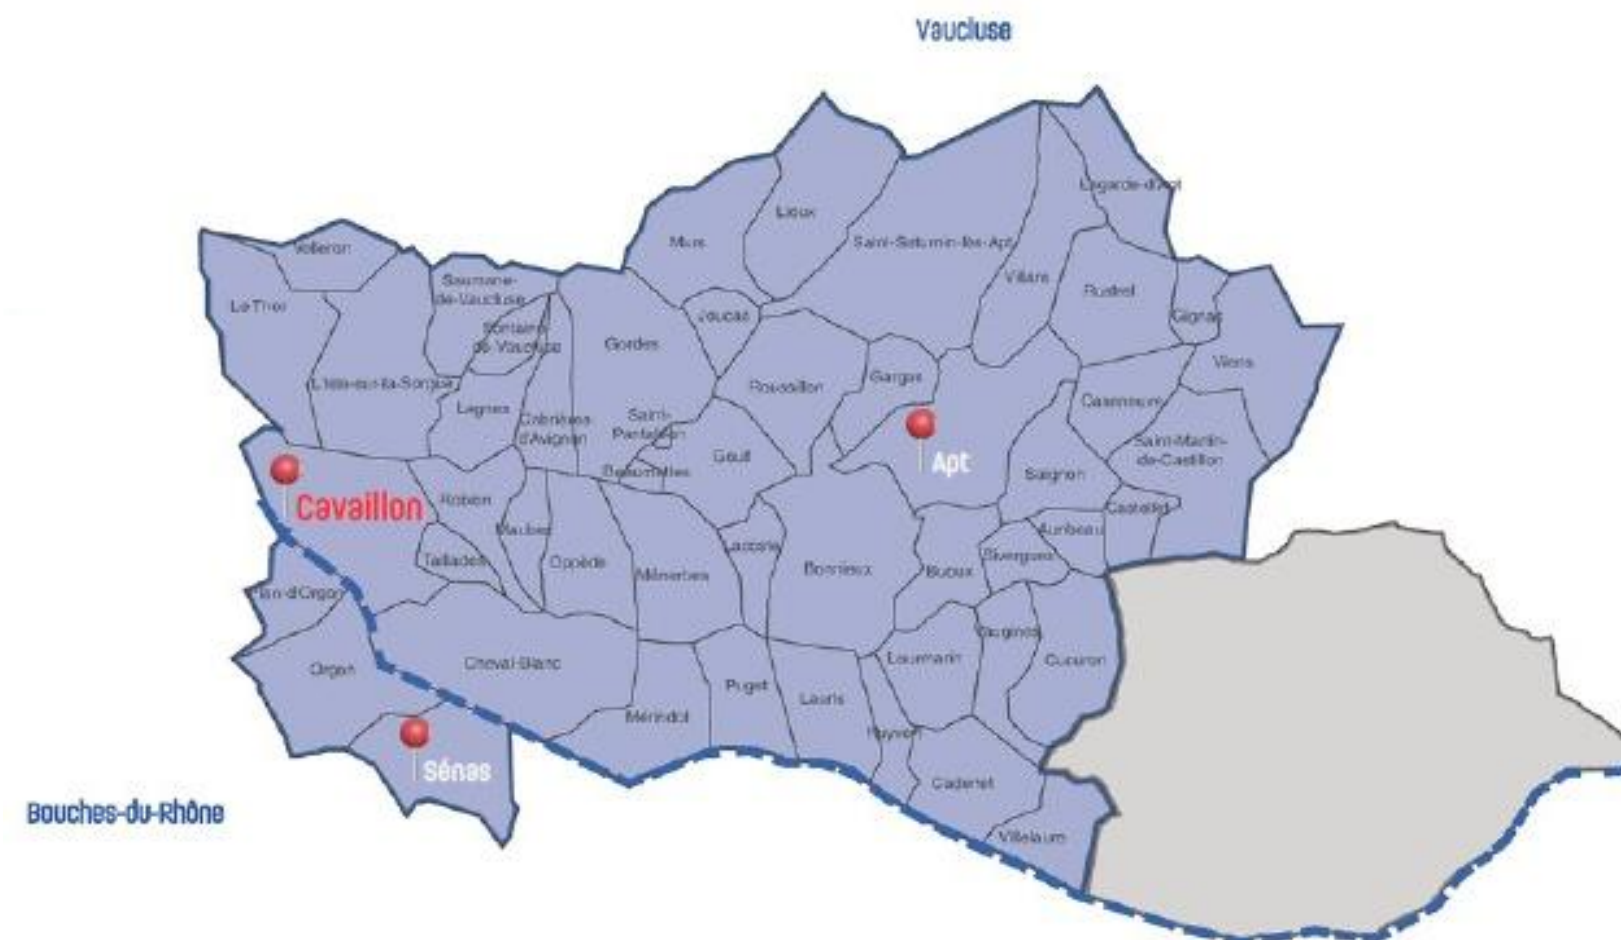 Vaucluse
Lagarde-d'Apt
Lioux
Murs
Saint-Saturnin-lès-Apt
Velleron
Villars
Saumane-
de-Vaucluse
Rustrel
Le Thor
Joucas
Gignac
Fontaine-
de-Vaucluse
Gordes
Viens
Gargas
L'Isle-sur-la-Sorgue
Roussillon
Caseneuve
Lagnes
Saint-
Pantaléon
Cabrières-
d'Avignon
Saint-Martin-
de-Castillon
Goult
Apt
Beaumettes
Saignon
Cavaillon
Robion
Castellet
Maubec
Auribeau
Lacoste
Sivergues
Taillades
Oppède
Ménerbes
Bonnieux
Buoux
Plan-d'Orgon
Vaugines
Cheval-Blanc
Lourmarin
Cucuron
Orgon
Puget
Lauris
Mérindol
Puyvert
Sénas
Cadenet
Bouches-du-Rhône
Villelaure